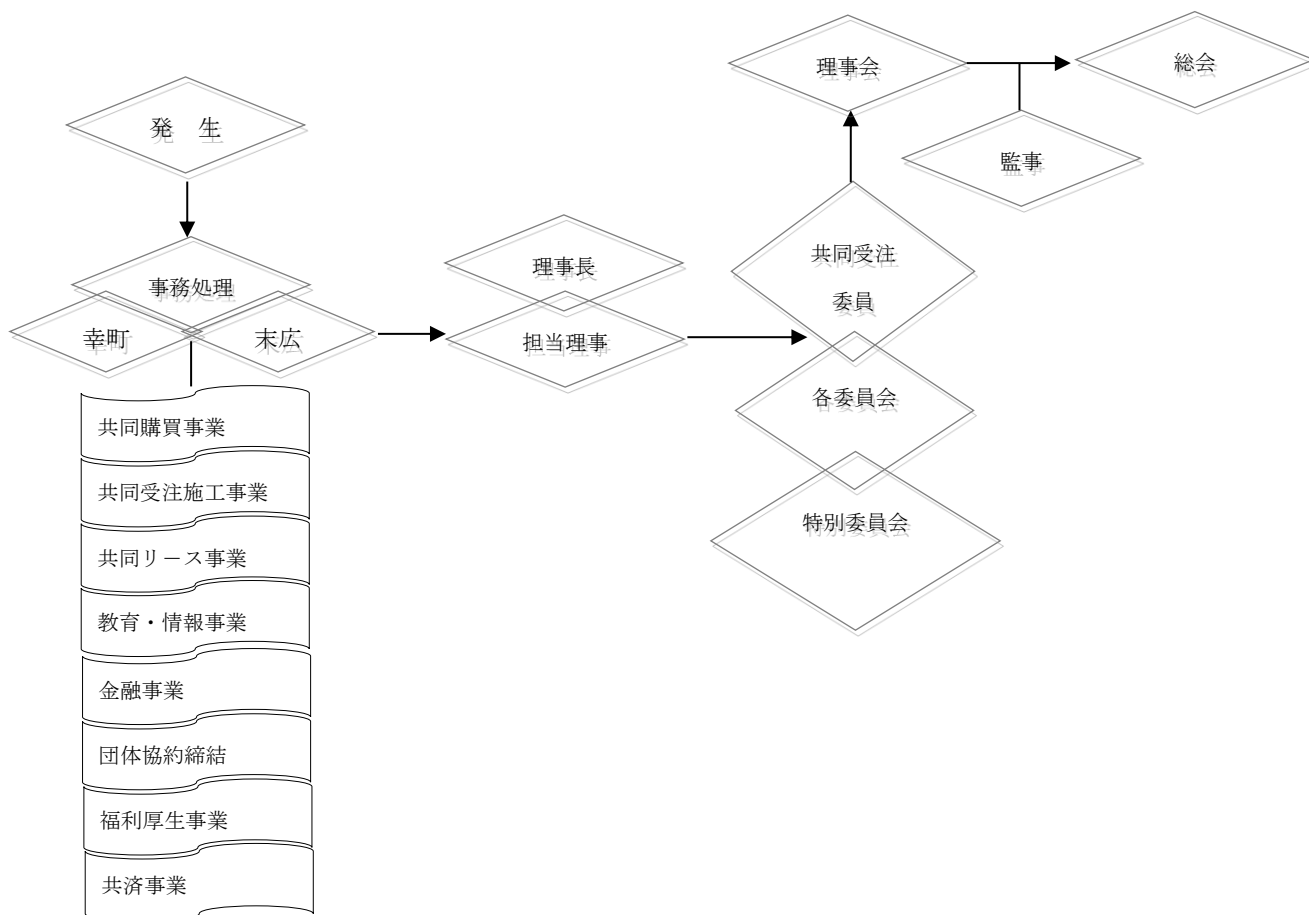 理事会
総会
発　生
監事
共同受注
委員
理事長
事務処理
幸町
末広
担当理事
各委員会
特別委員会
共同購買事業
共同受注施工事業
共同リース事業
教育・情報事業
金融事業
団体協約締結
福利厚生事業
共済事業